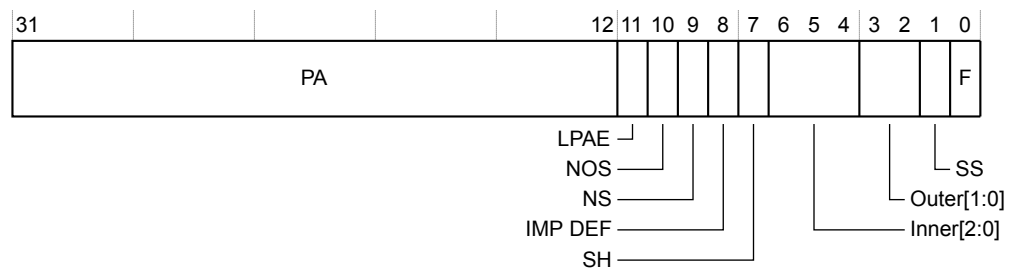 31 12 11 10 9 8 7 6 5 4 3 2 1 0
PA F
LPAE
NOS SS
NS Outer[1:0]
IMP DEF Inner[2:0]
SH